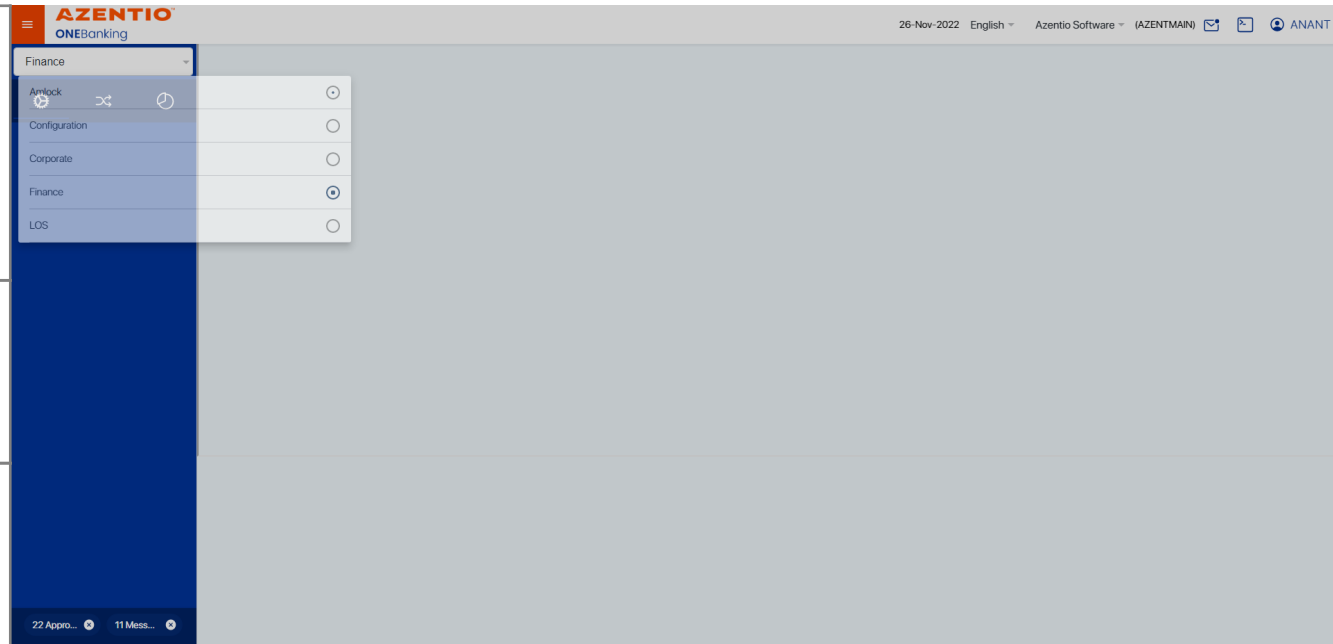 AZENTIO™
ONEBanking
26-Nov-2022 English Azentio Software (AZENTMAIN) ANANT
Finance
Amlock
Configuration
Corporate
Finance
LOS
22 Appro... 11 Mess...